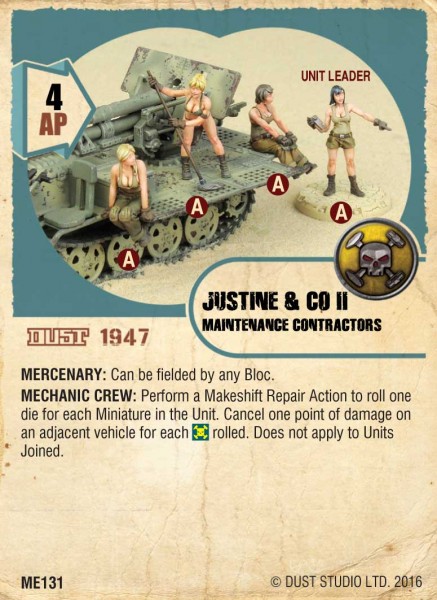 4
AP
UNIT LEADER
A
A
A
A
JUSTINE & CO II
MAINTENANCE CONTRACTORS
DUST 1947
MERCENARY: Can be fielded by any Bloc.
MECHANIC CREW: Perform a Makeshift Repair Action to roll one
die for each Miniature in the Unit. Cancel one point of damage on
an adjacent vehicle for each rolled. Does not apply to Units
Joined.
ME131
© DUST STUDIO LTD. 2016